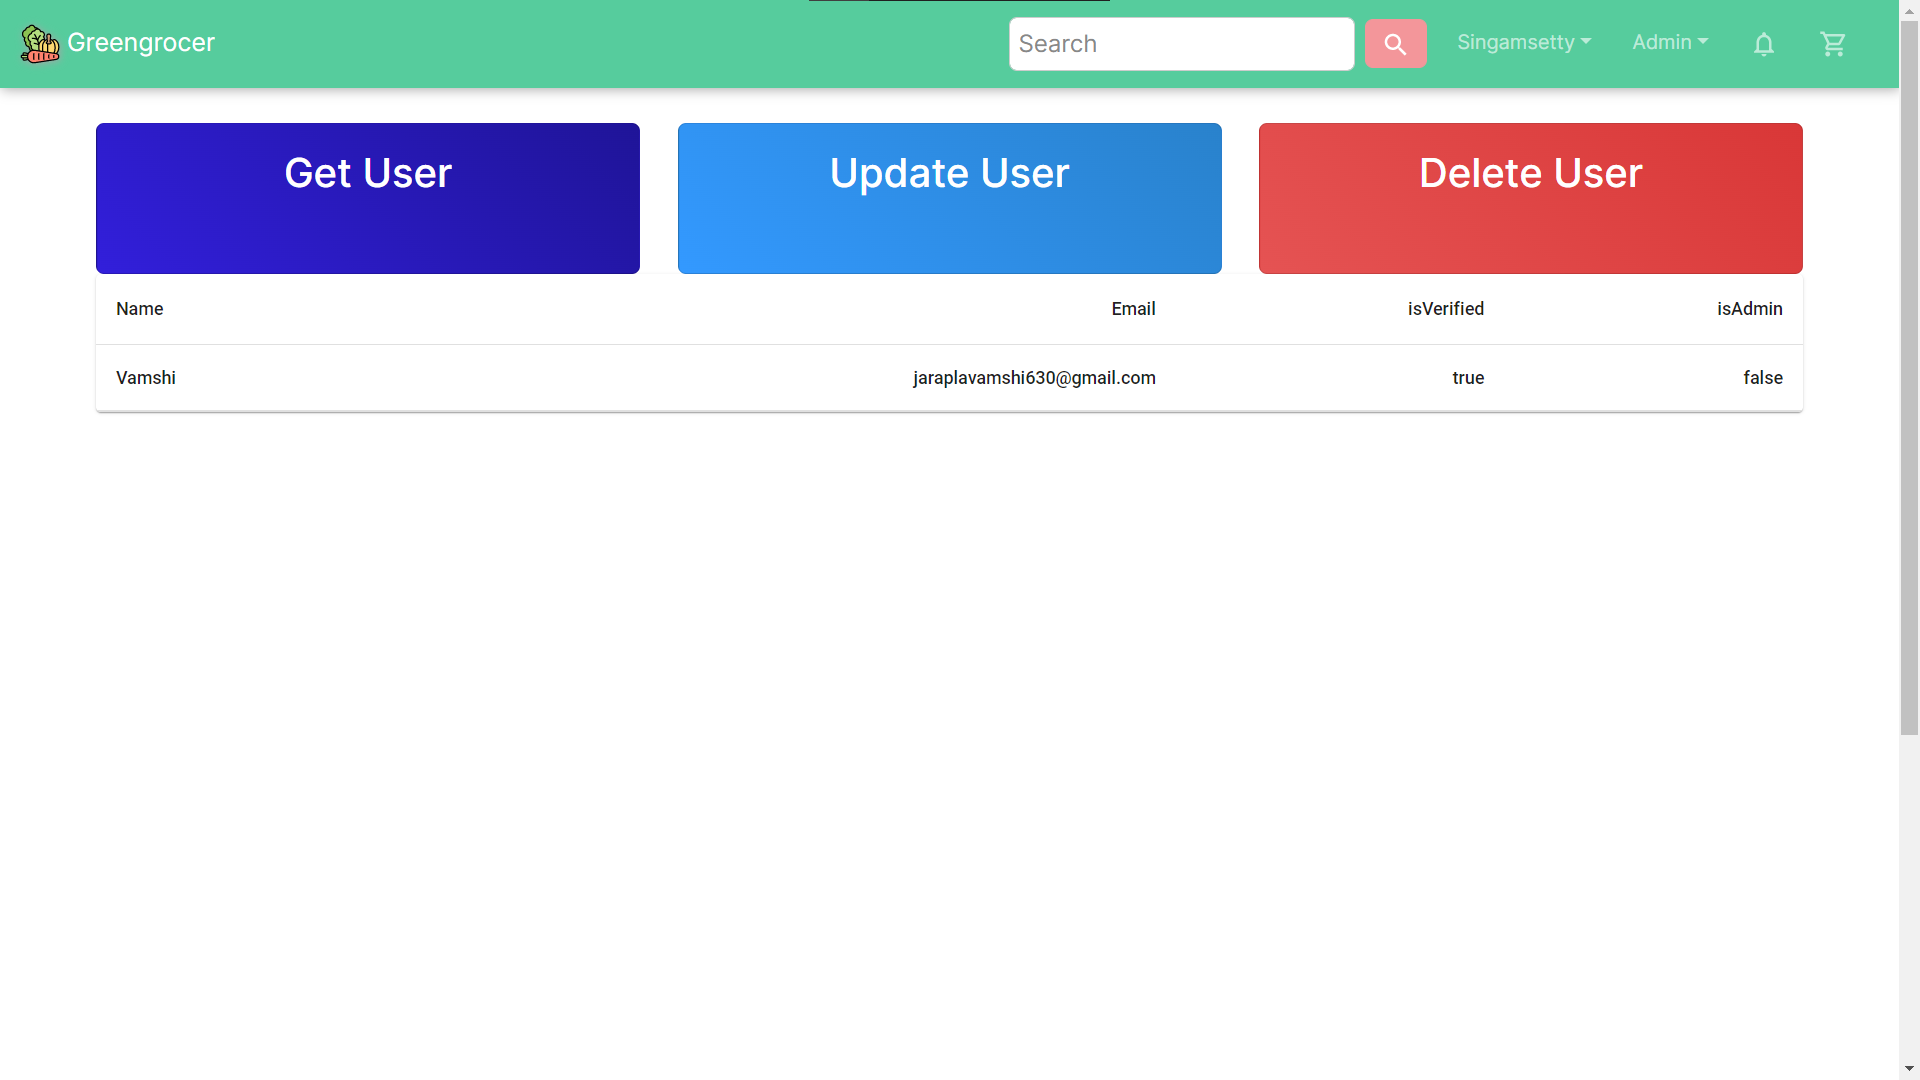 Greengrocer
Search
Singamsetty
Admin
Get User
Update User
Delete User
Name Email isVerified isAdmin
Vamshi jaraplavamshi630@gmail.com true false